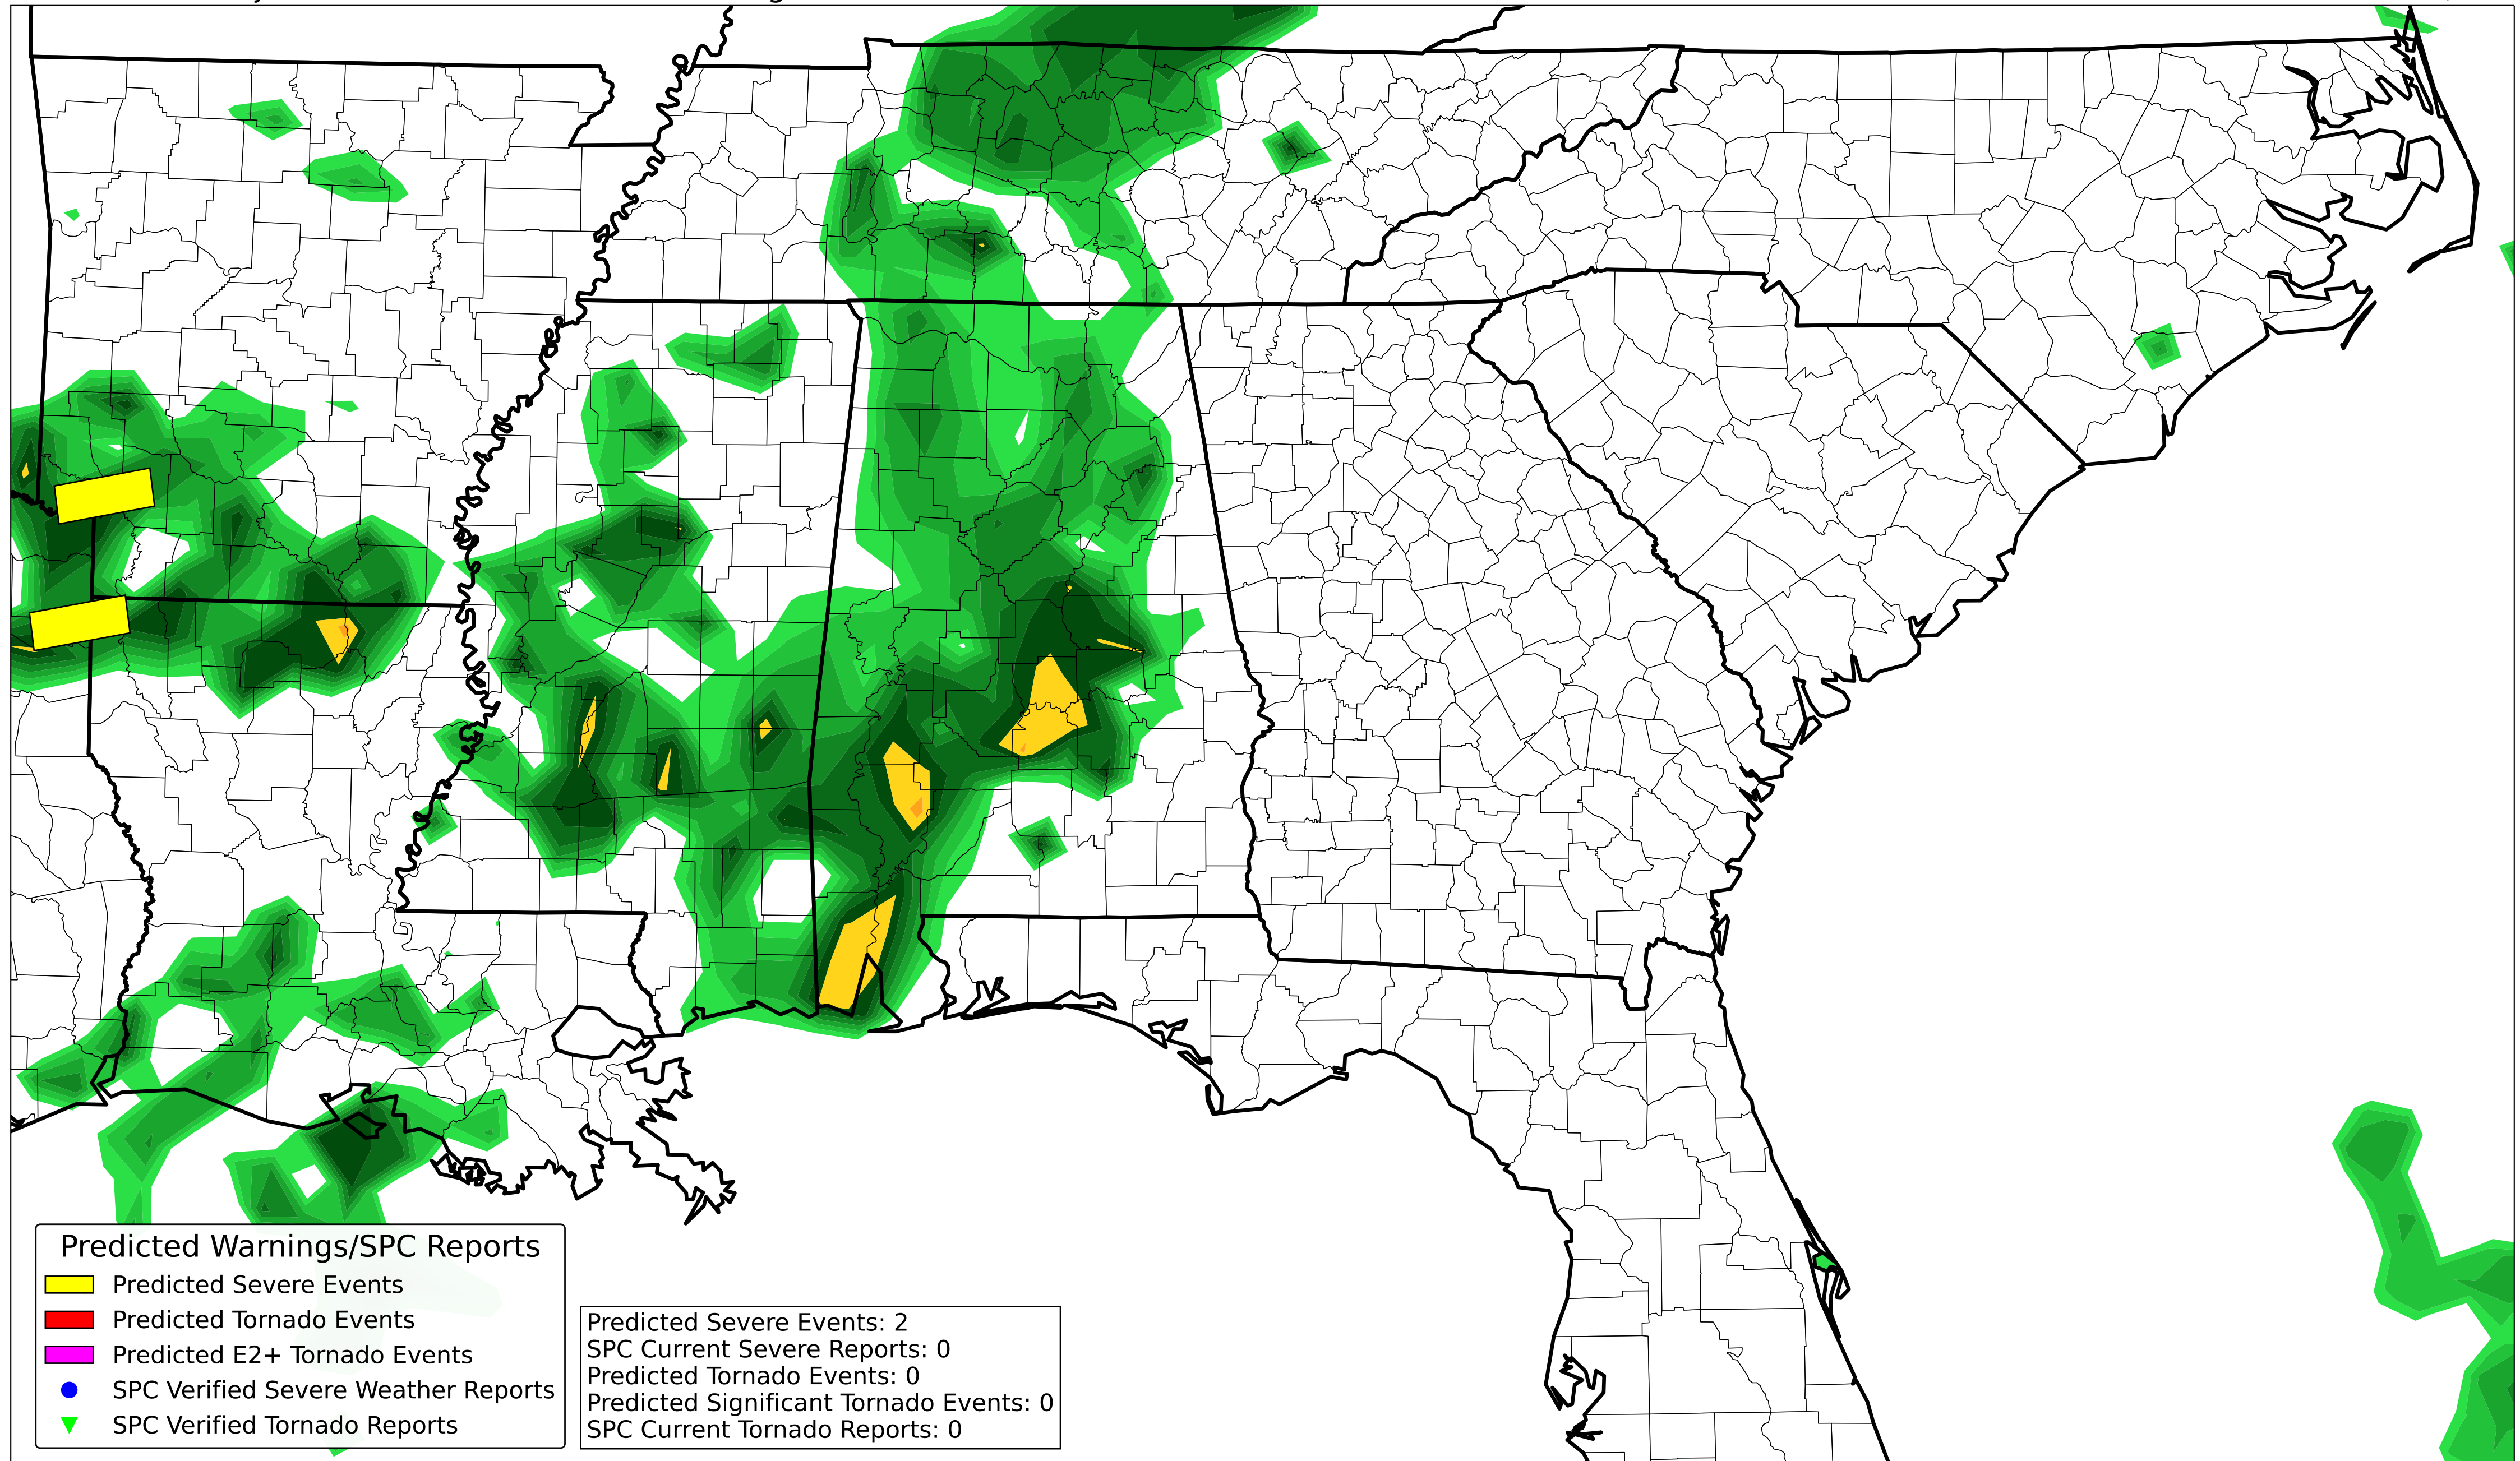 Predicted Warnings/SPC Reports
Predicted Severe Events
Predicted Tornado Events
Predicted E2+ Tornado Events
SPC Verified Severe Weather Reports
SPC Verified Tornado Reports
Predicted Severe Events: 2
SPC Current Severe Reports: 0
Predicted Tornado Events: 0
Predicted Significant Tornado Events: 0
SPC Current Tornado Reports: 0